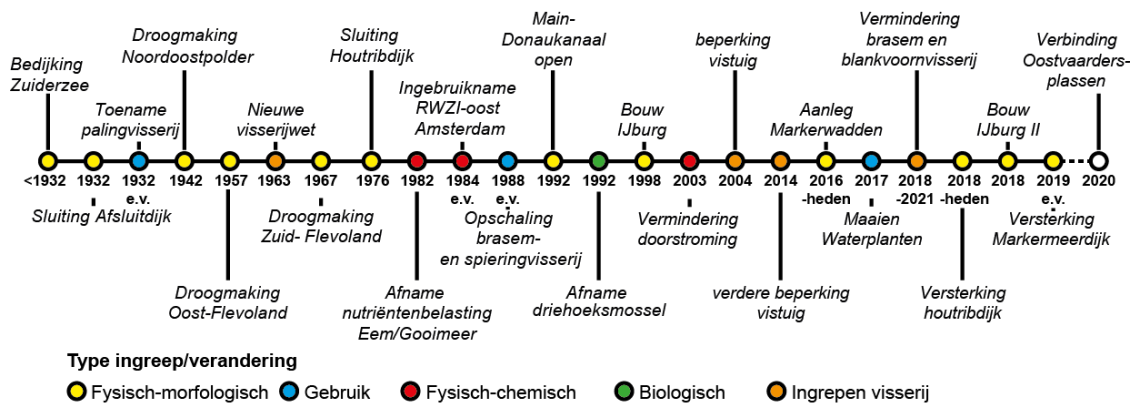 Bedijking
Zuiderzee
Toename
palingvisserij
Droogmaking
Noordoostpolder
Nieuwe
visserijwet
Sluiting
Houtribdijk
Ingebruikname
RWZI-oost
Amsterdam
Main-
Donaukanaal
open
Bouw
IJburg
beperking
vistuig
Aanleg
Markerwadden
Vermindering
brasem en
blankvoornvisserij
Bouw
IJburg II
Verbinding
Oostvaarders-
plassen
<1932 1932 1932 1942 1957 1963 1967 1976 1982 1984 1988 1992 1992 1998 2003 2004 2014 2016 2017 2018 2018 2018 2019 2020
e.v. e.v. e.v. -heden -2021 -heden e.v.
Sluiting Afsluitdijk
Droogmaking
Oost-Flevoland
Droogmaking
Zuid- Flevoland
Afname
nutriëntenbelasting
Eem/Gooimeer
Opschaling
brasem-
en spieringvisserij
Afname
driehoeksmossel
Vermindering
doorstroming
verdere beperking
vistuig
Maaien
Waterplanten
Versterking
houtribdijk
Versterking
Markermeerdijk
Type ingreep/verandering
Fysisch-morfologisch Gebruik Fysisch-chemisch Biologisch Ingrepen visserij